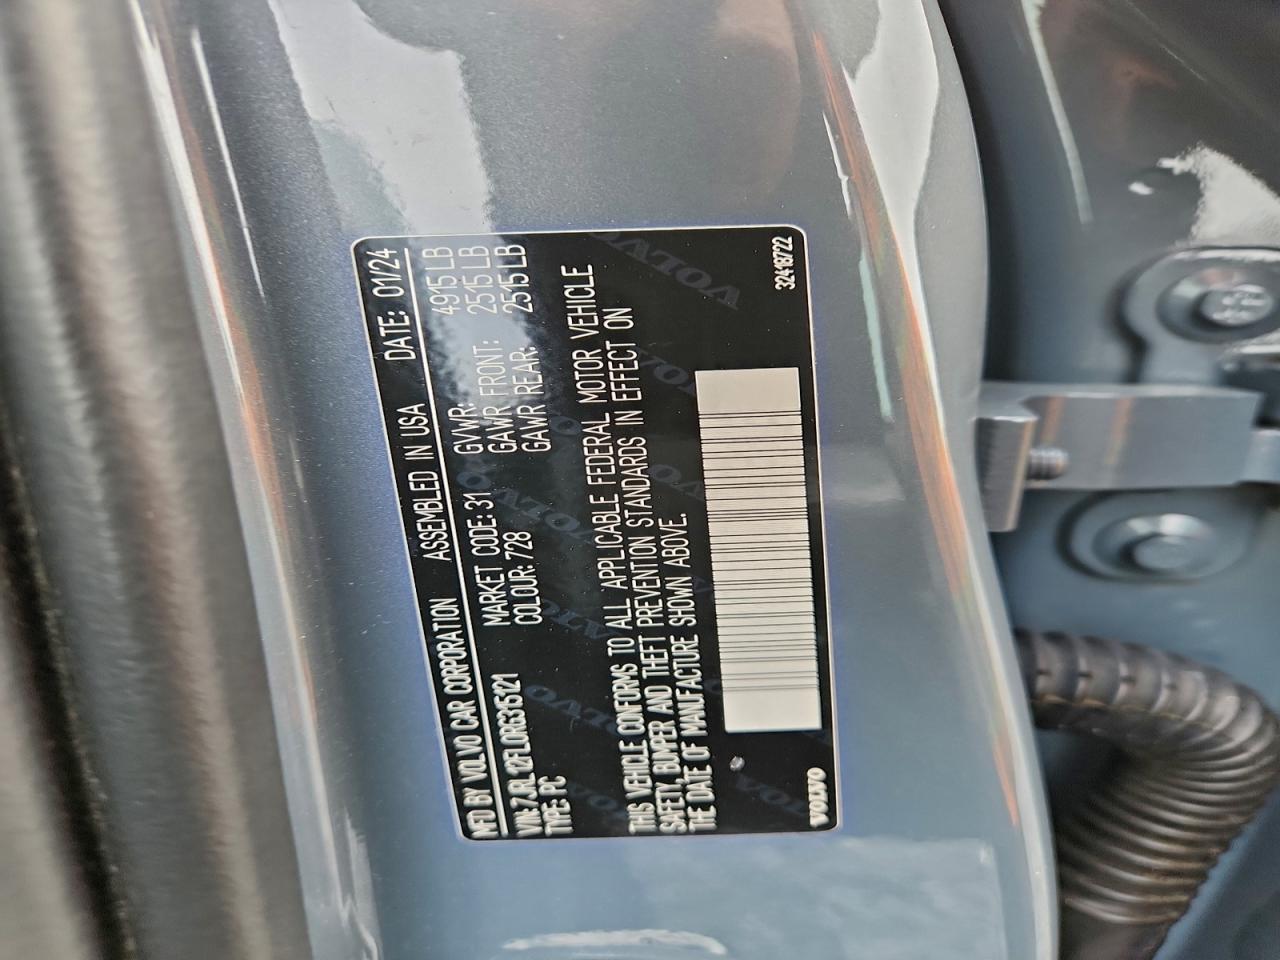 MFD BY VOLVO CAR CORPORATION ASSEMBLED IN USA DATE: 01/24
VIN: 7JRL12FL0RG315121 MARKET CODE: 31 GVWR: 4915 LB
TYPE: PC COLOUR: 728 GAWR FRONT: 2515 LB
GAWR REAR: 2515 LB
THIS VEHICLE CONFORMS TO ALL APPLICABLE FEDERAL MOTOR VEHICLE
SAFETY, BUMPER AND THEFT PREVENTION STANDARDS IN EFFECT ON
THE DATE OF MANUFACTURE SHOWN ABOVE.
VOLVO 32418722